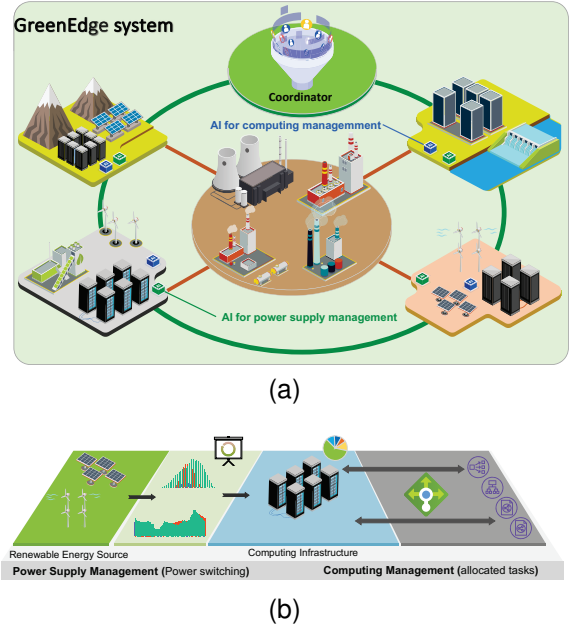 GreenEdge system
Coordinator
AI for computing managemment
AI for power supply management
(a)
Renewable Energy Source
Computing Infrastructure
Power Supply Management (Power switching)
Computing Management (allocated tasks)
(b)